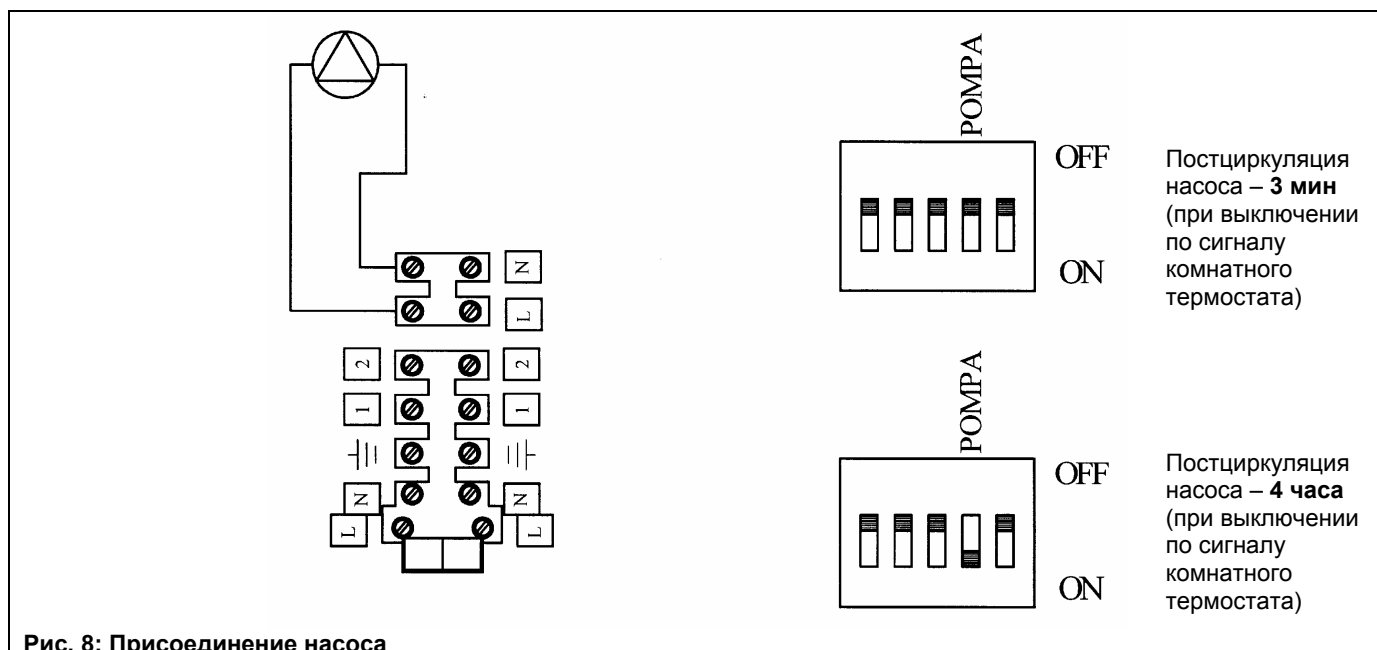 N
L
2 2
1 1
N N
L L
POMPA
OFF
ON
Постциркуляция
насоса – 3 мин
(при выключении
по сигналу
комнатного
термостата)
POMPA
OFF
ON
Постциркуляция
насоса – 4 часа
(при выключении
по сигналу
комнатного
термостата)
Рис. 8: Присоединение насоса